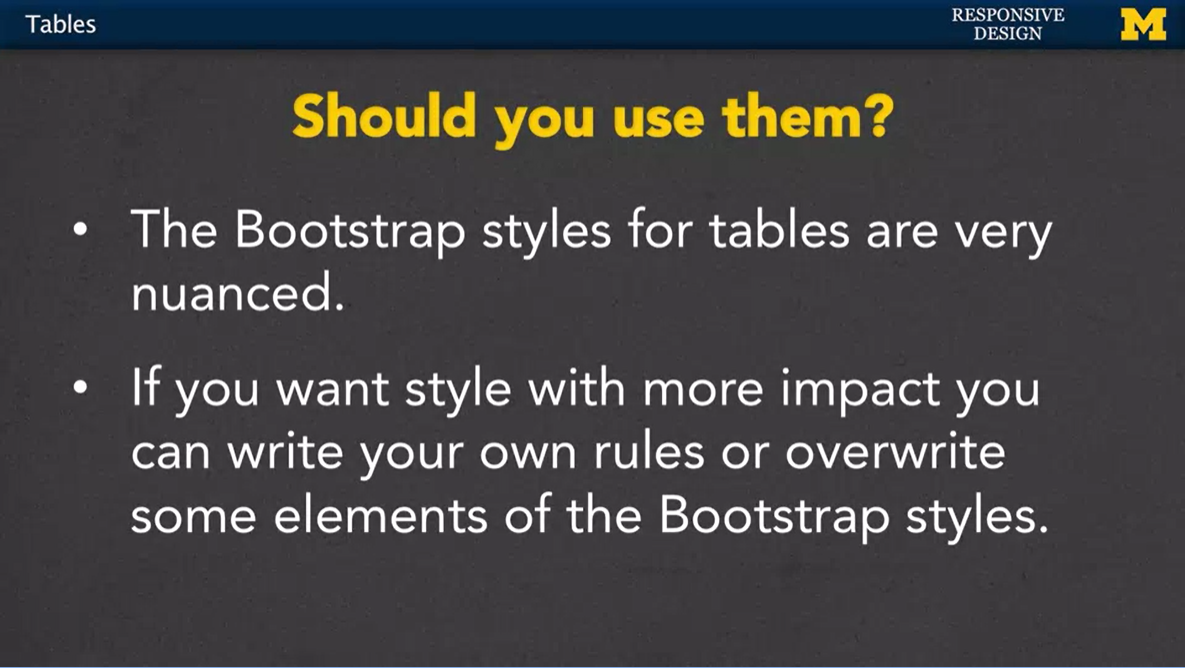 Tables
RESPONSIVE
DESIGN
M
Should you use them?
• The Bootstrap styles for tables are very
nuanced.
• If you want style with more impact you
can write your own rules or overwrite
some elements of the Bootstrap styles.